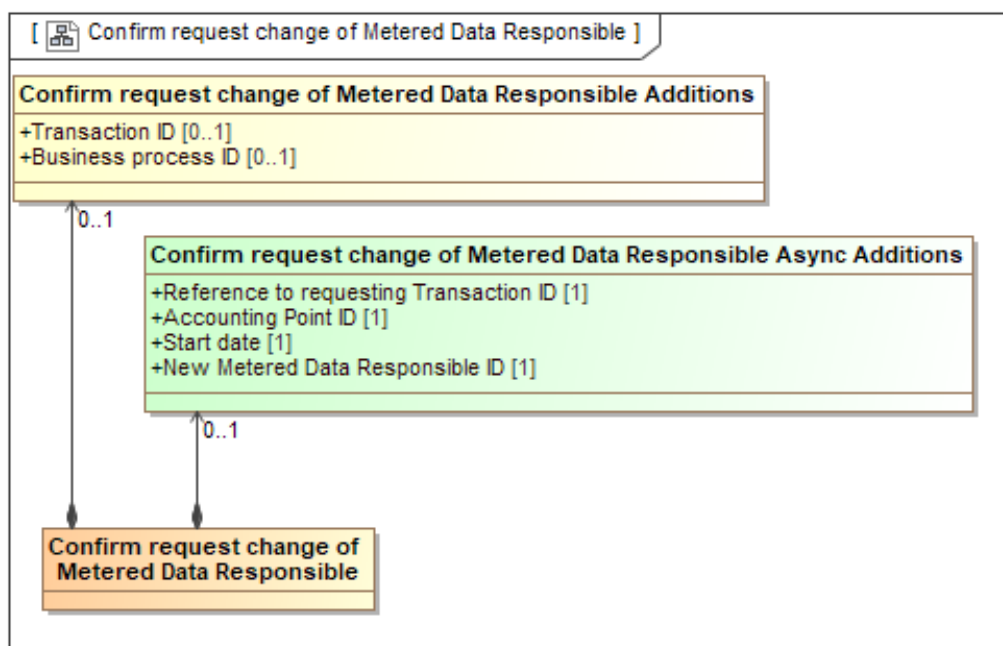 [ Confirm request change of Metered Data Responsible ]
Confirm request change of Metered Data Responsible Additions
+Transaction ID [0..1]
+Business process ID [0..1]
0..1
Confirm request change of Metered Data Responsible Async Additions
+Reference to requesting Transaction ID [1]
+Accounting Point ID [1]
+Start date [1]
+New Metered Data Responsible ID [1]
0..1
Confirm request change of
Metered Data Responsible